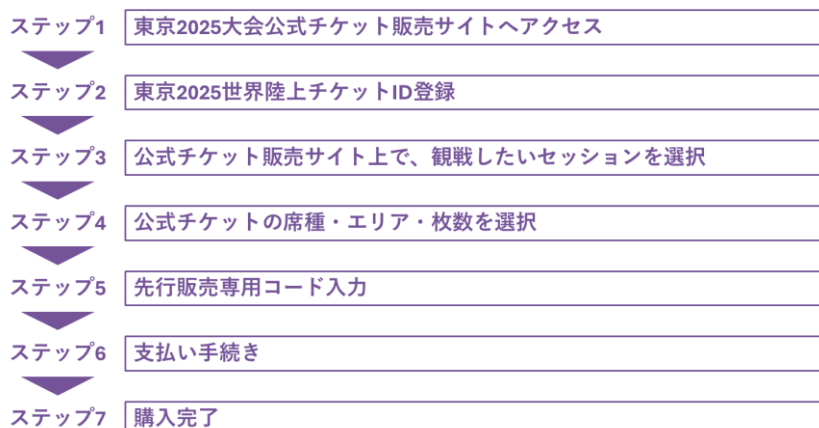 ステップ1 東京2025大会公式チケット販売サイトへアクセス
ステップ2 東京2025世界陸上チケットID登録
ステップ3 公式チケット販売サイト上で、観戦したいセッションを選択
ステップ4 公式チケットの席種・エリア・枚数を選択
ステップ5 先行販売専用コード入力
ステップ6 支払い手続き
ステップ7 購入完了